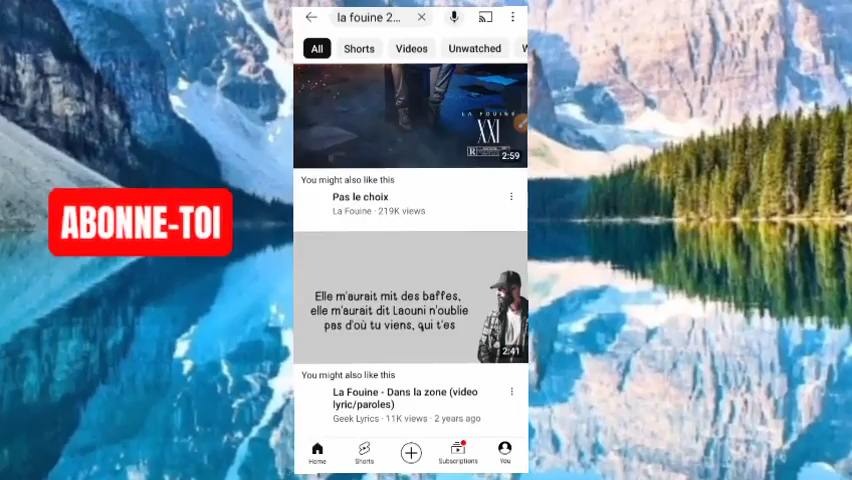 la fouine 2...
All
Shorts
Videos
Unwatched
W
LA FOUINE
XXI
R
2:59
You might also like this
Pas le choix
La Fouine · 219K views
ABONNE-TOI
Elle m'aurait mit des baffes,
elle m'aurait dit Laouni n'oublie
pas d'où tu viens, qui t'es
2:41
You might also like this
La Fouine - Dans la zone (video
lyric/paroles)
Geek Lyrics · 11K views · 2 years ago
Home
Shorts
Subscriptions
You